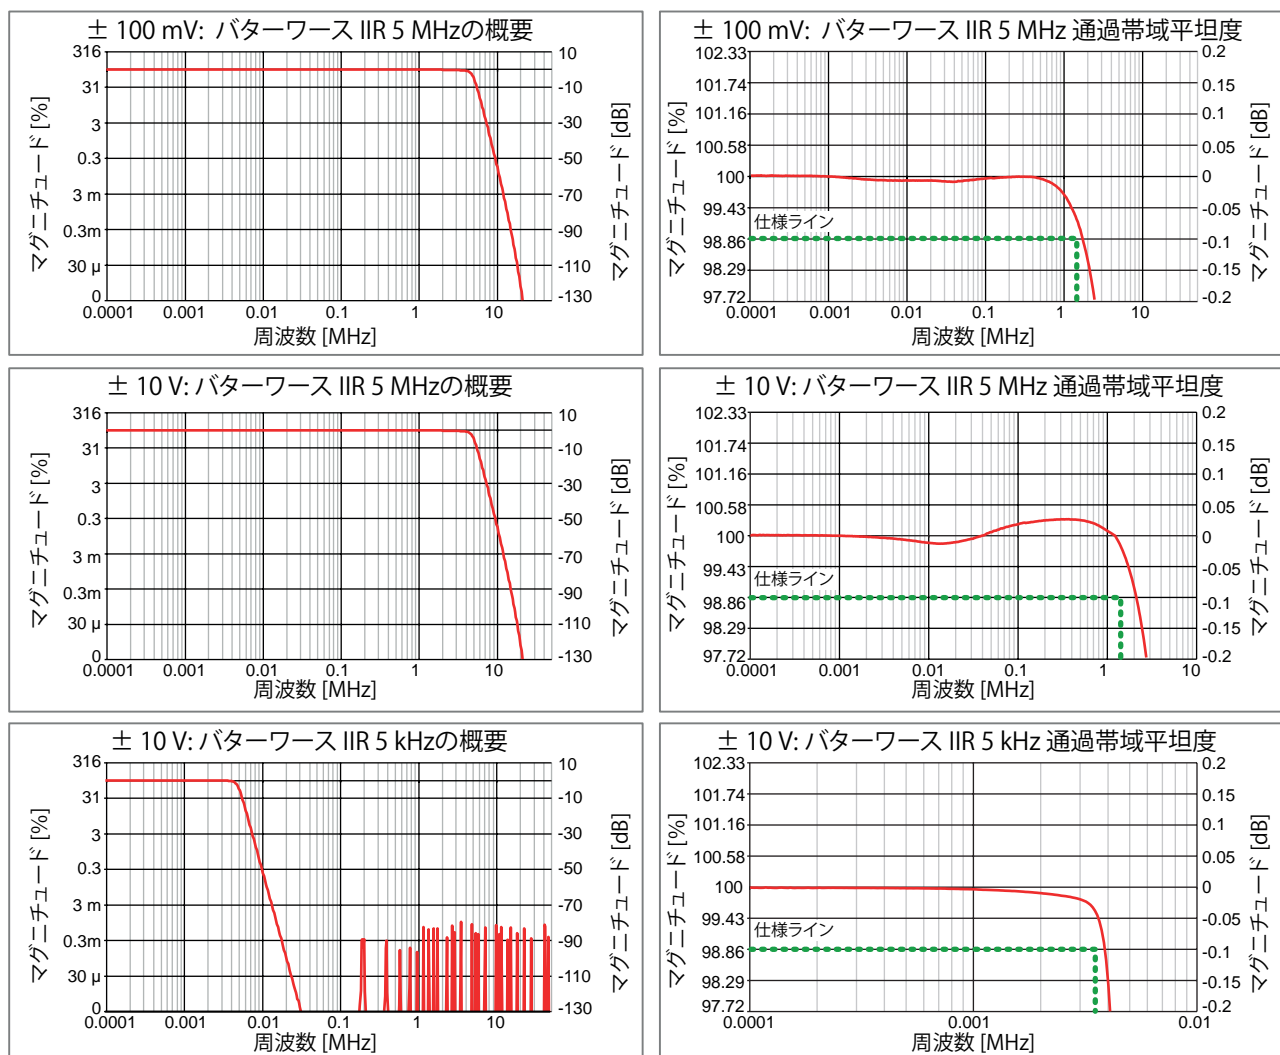 ± 100 mV: バターワース IIR 5 MHzの概要
316
31
3
0.3
3 m
0.3m
30 µ
0
マグニチュード [%]
10
-10
-30
-50
-70
-90
-110
-130
マグニチュード [dB]
0.0001 0.001 0.01 0.1 1 10
周波数 [MHz]
± 100 mV: バターワース IIR 5 MHz 通過帯域平坦度
102.33
101.74
101.16
100.58
100
99.43
98.86
98.29
97.72
マグニチュード [%]
仕様ライン
0.2
0.15
0.1
0.05
0
-0.05
-0.1
-0.15
-0.2
マグニチュード [dB]
0.0001 0.001 0.01 0.1 1 10
周波数 [MHz]
± 10 V: バターワース IIR 5 MHzの概要
316
31
3
0.3
3 m
0.3m
30 µ
0
マグニチュード [%]
10
-10
-30
-50
-70
-90
-110
-130
マグニチュード [dB]
0.0001 0.001 0.01 0.1 1 10
周波数 [MHz]
± 10 V: バターワース IIR 5 MHz 通過帯域平坦度
102.33
101.74
101.16
100.58
100
99.43
98.86
98.29
97.72
マグニチュード [%]
仕様ライン
0.2
0.15
0.1
0.05
0
-0.05
-0.1
-0.15
-0.2
マグニチュード [dB]
0.0001 0.001 0.01 0.1 1 10
周波数 [MHz]
± 10 V: バターワース IIR 5 kHzの概要
316
31
3
0.3
3 m
0.3m
30 µ
0
マグニチュード [%]
10
-10
-30
-50
-70
-90
-110
-130
マグニチュード [dB]
0.0001 0.001 0.01 0.1 1 10
周波数 [MHz]
± 10 V: バターワース IIR 5 kHz 通過帯域平坦度
102.33
101.74
101.16
100.58
100
99.43
98.86
98.29
97.72
マグニチュード [%]
仕様ライン
0.2
0.15
0.1
0.05
0
-0.05
-0.1
-0.15
-0.2
マグニチュード [dB]
0.0001 0.001 0.01
周波数 [MHz]